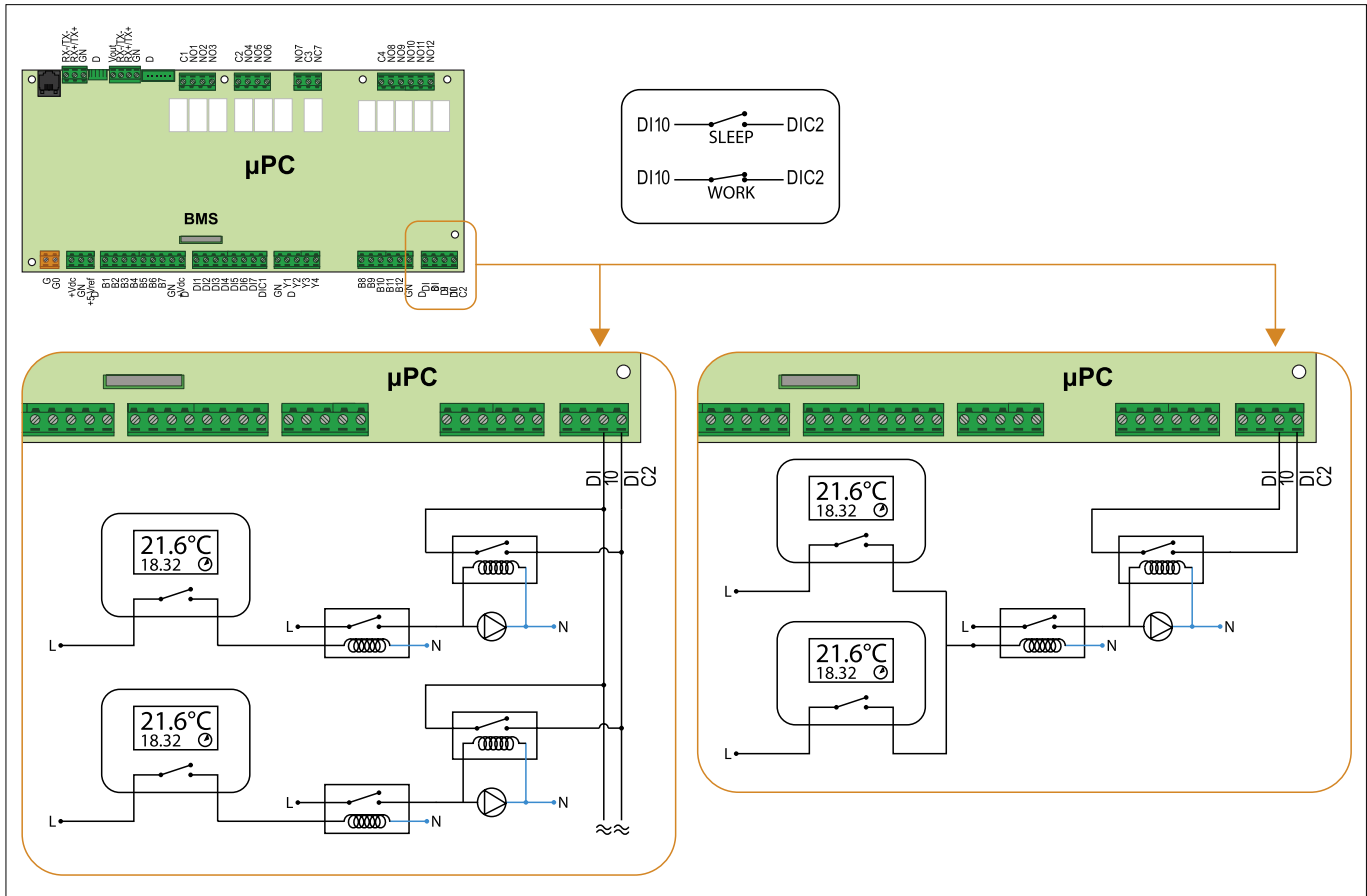 RX-/TX-
RX+/TX+
GN
D
Vout
RX-/TX-
RX+/TX+
GN
D
C1
NO1
NO2
NO3
C2
NO4
NO5
NO6
NO7
C3
NC7
C4
NO8
NO9
NO10
NO11
NO12
µPC
BMS
G
G0
+Vdc
GN
+5 Vref
D
B1
B2
B3
B4
B5
B6
B7
GN
+Vdc
D
DI1
DI2
DI3
DI4
DI5
DI6
DI7
DIC1
GN
Y1
D
Y2
Y3
Y4
B8
B9
B10
B11
B12
GN
D
DI
C2
DI10 DIC2
SLEEP
DI10 DIC2
WORK
µPC
DI
10
DI
C2
21.6°C
18.32
L
L
N
N
21.6°C
18.32
L
L
N
N
µPC
DI
10
DI
C2
21.6°C
18.32
L
21.6°C
18.32
L
L
N
N